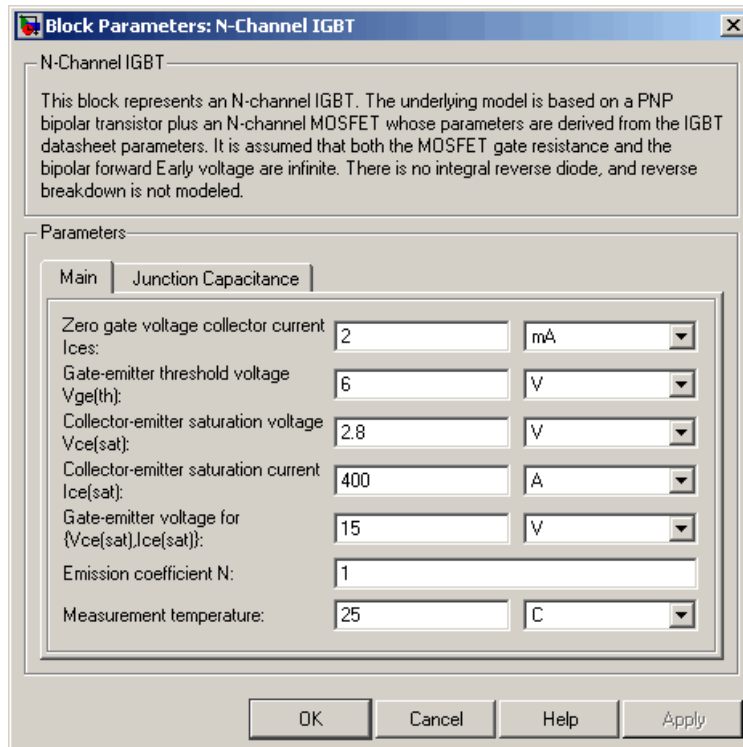 Block Parameters: N-Channel IGBT
N-Channel IGBT
This block represents an N-channel IGBT. The underlying model is based on a PNP
bipolar transistor plus an N-channel MOSFET whose parameters are derived from the IGBT
datasheet parameters. It is assumed that both the MOSFET gate resistance and the
bipolar forward Early voltage are infinite. There is no integral reverse diode, and reverse
breakdown is not modeled.
Parameters
Main Junction Capacitance
Zero gate voltage collector current
Ices: 2 mA
Gate-emitter threshold voltage
Vge(th): 6 V
Collector-emitter saturation voltage
Vce(sat): 2.8 V
Collector-emitter saturation current
Ice(sat): 400 A
Gate-emitter voltage for
{Vce(sat),Ice(sat)}: 15 V
Emission coefficient N: 1
Measurement temperature: 25 C
OK Cancel Help Apply